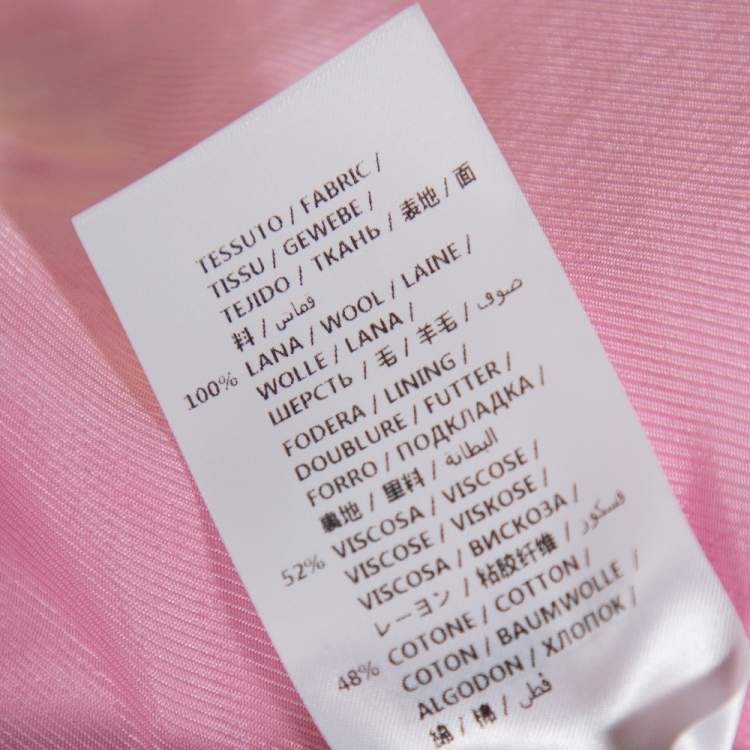 TESSUTO / FABRIC /
TISSU / GEWEBE /
TEJIDO / ТКАНЬ / 表地 / 面
料 / قماش
100% LANA / WOOL / LAINE /
WOLLE / LANA /
ШЕРСТЬ / 毛 / 羊毛 / صوف
FODERA / LINING /
DOUBLURE / FUTTER /
FORRO / ПОДКЛАДКА /
裏地 / 里料 / البطانة
52% VISCOSA / VISCOSE /
VISCOSE / VISKOSE /
VISCOSA / ВИСКОЗА /
レーヨン / 粘胶纤维 / فسكور
48% COTONE / COTTON /
COTON / BAUMWOLLE /
ALGODON / ХЛОПОК /
綿 / 棉 / قطن